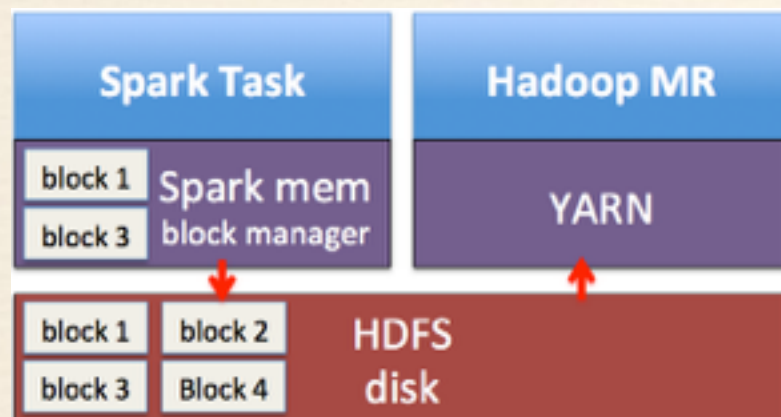 Spark Task
Hadoop MR
block 1
block 3
Spark mem
block manager
YARN
block 1
block 2
block 3
Block 4
HDFS
disk